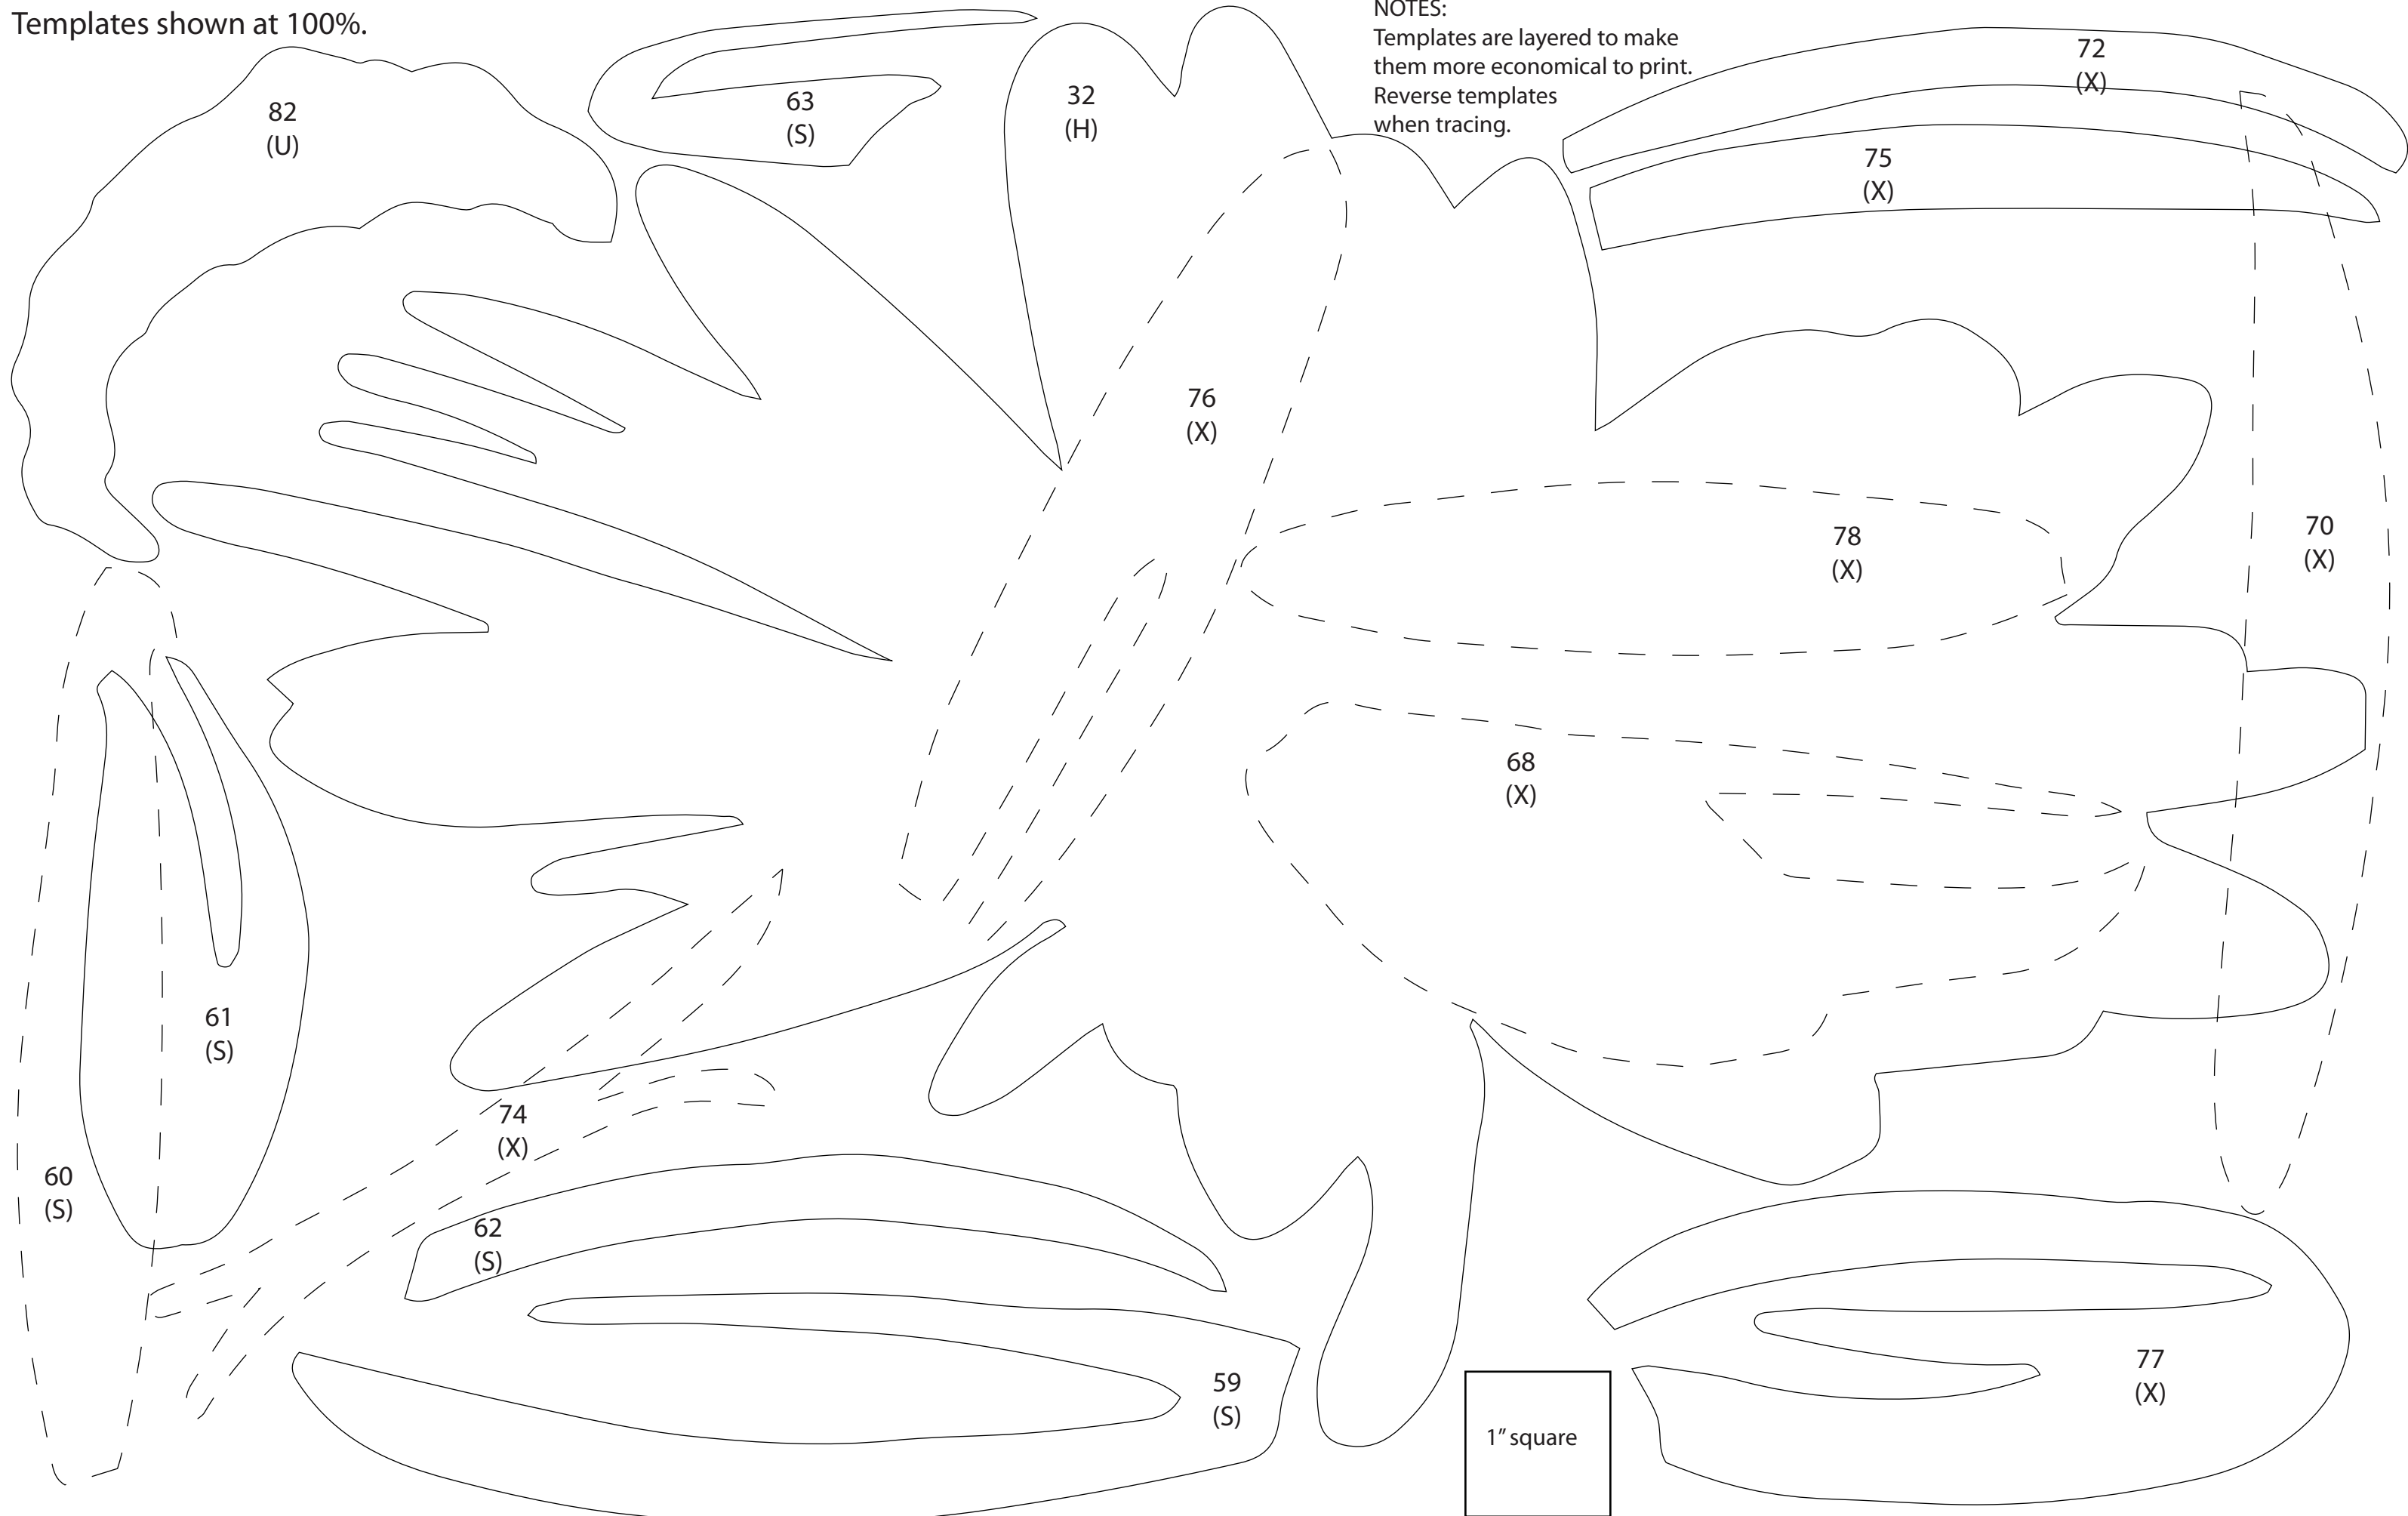 Templates shown at 100%.
NOTES:
Templates are layered to make
them more economical to print.
Reverse templates
when tracing.
82
(U)
63
(S)
32
(H)
72
(X)
75
(X)
76
(X)
78
(X)
70
(X)
68
(X)
61
(S)
60
(S)
74
(X)
62
(S)
59
(S)
77
(X)
1” square